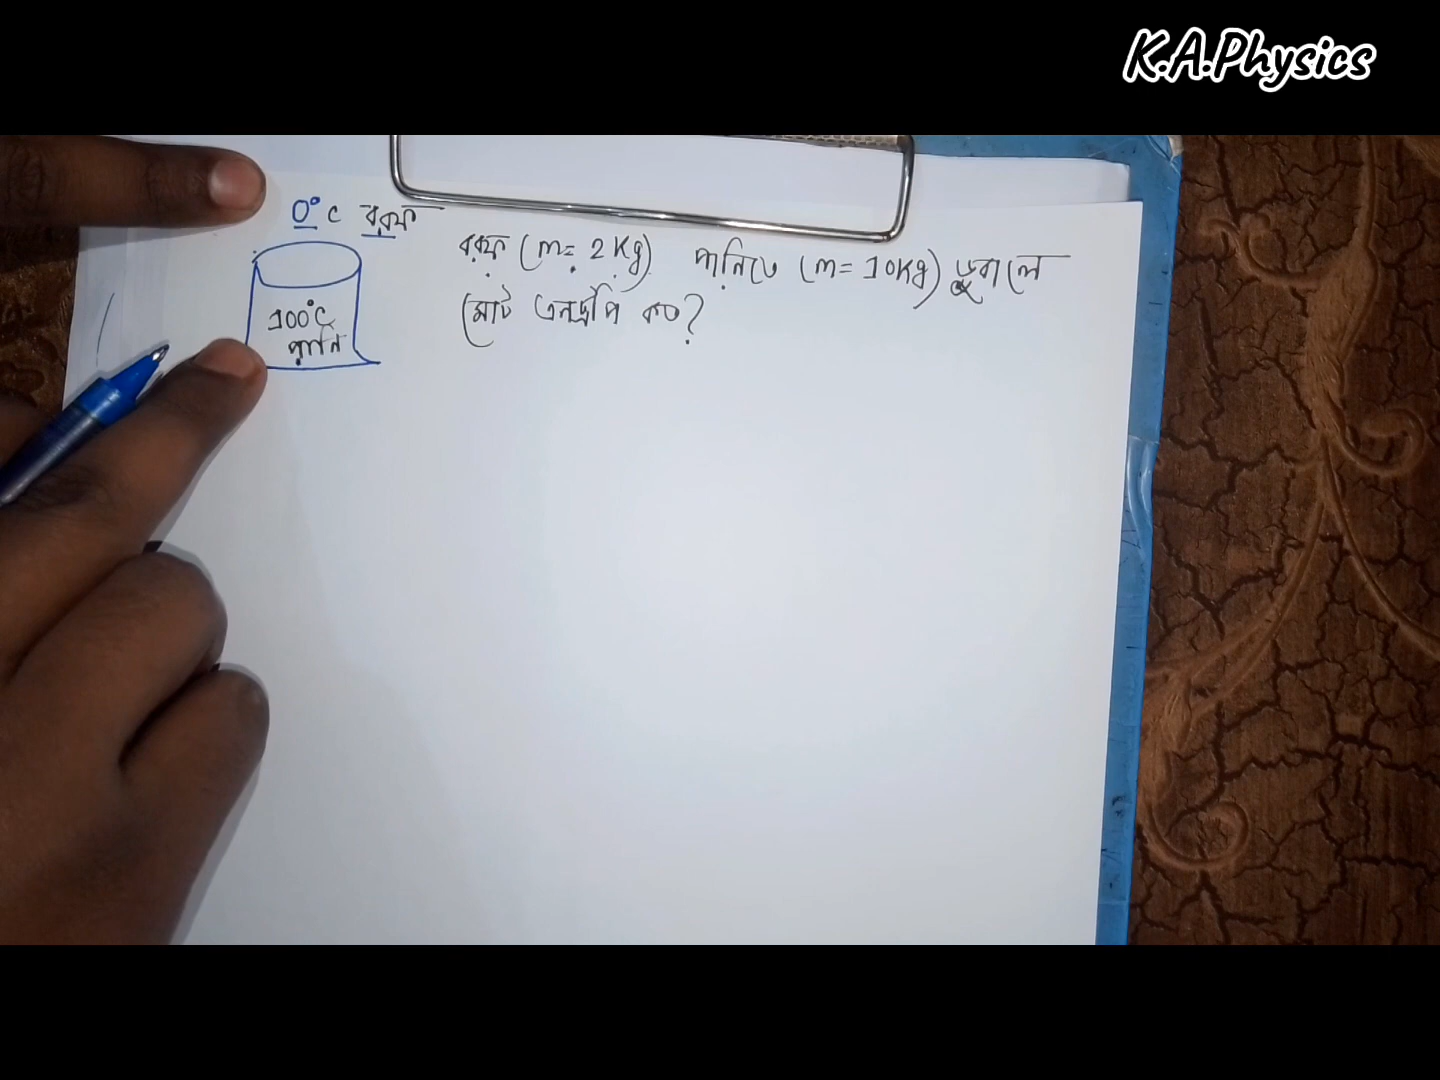 K.A.Physics
0° C বরফ
বরফ (m= 2 Kg) পানিতে (m= 10Kg) ডুবালে
মোট এনট্রপি কত?
100°C
পানি